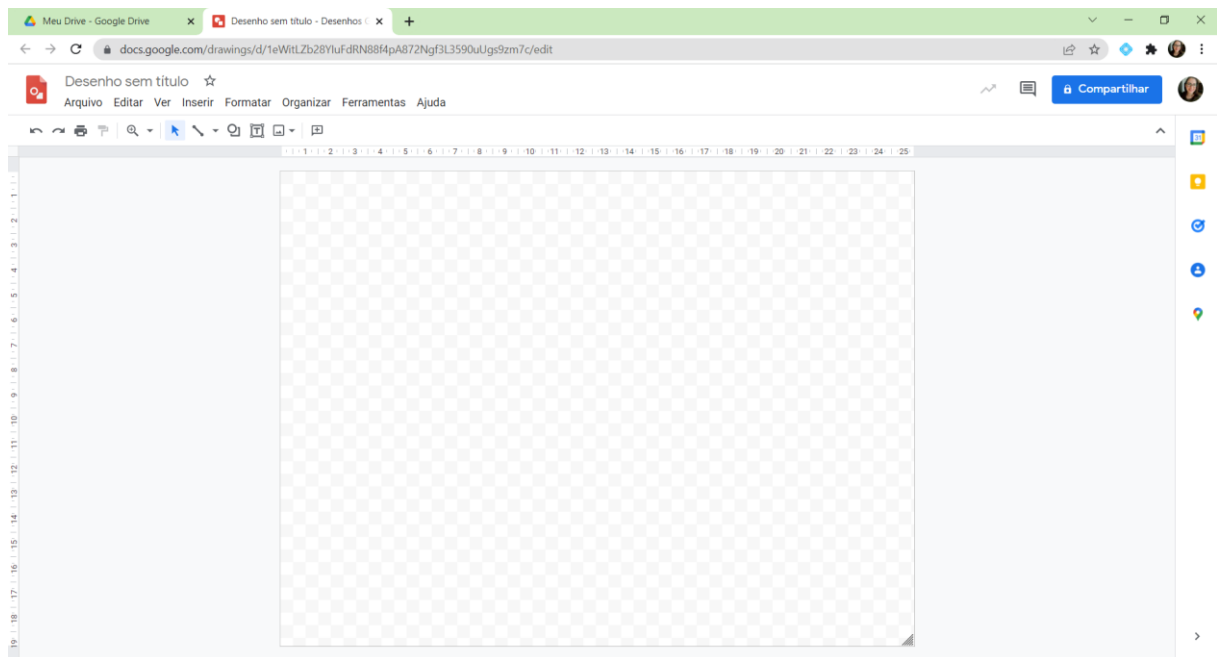 Meu Drive - Google Drive
Desenho sem título - Desenhos G
docs.google.com/drawings/d/1eWitLZb28YluFdRN88f4pA872Ngf3L3590uUgs9zm7c/edit
Desenho sem título
Arquivo Editar Ver Inserir Formatar Organizar Ferramentas Ajuda
Compartilhar
1 2 3 4 5 6 7 8 9 10 11 12 13 14 15 16 17 18 19 20 21 22 23 24 25
31
1
2
3
4
5
6
7
8
9
10
11
12
13
14
15
16
17
18
19